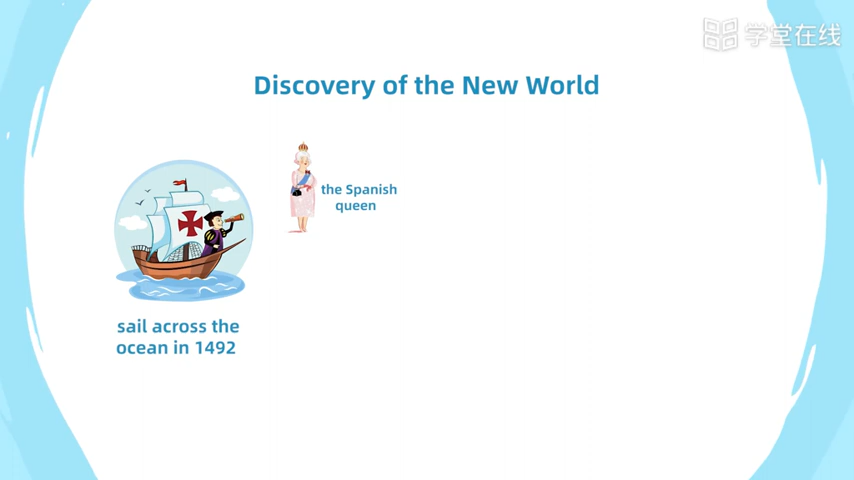 学堂在线
Discovery of the New World
the Spanish
queen
sail across the
ocean in 1492